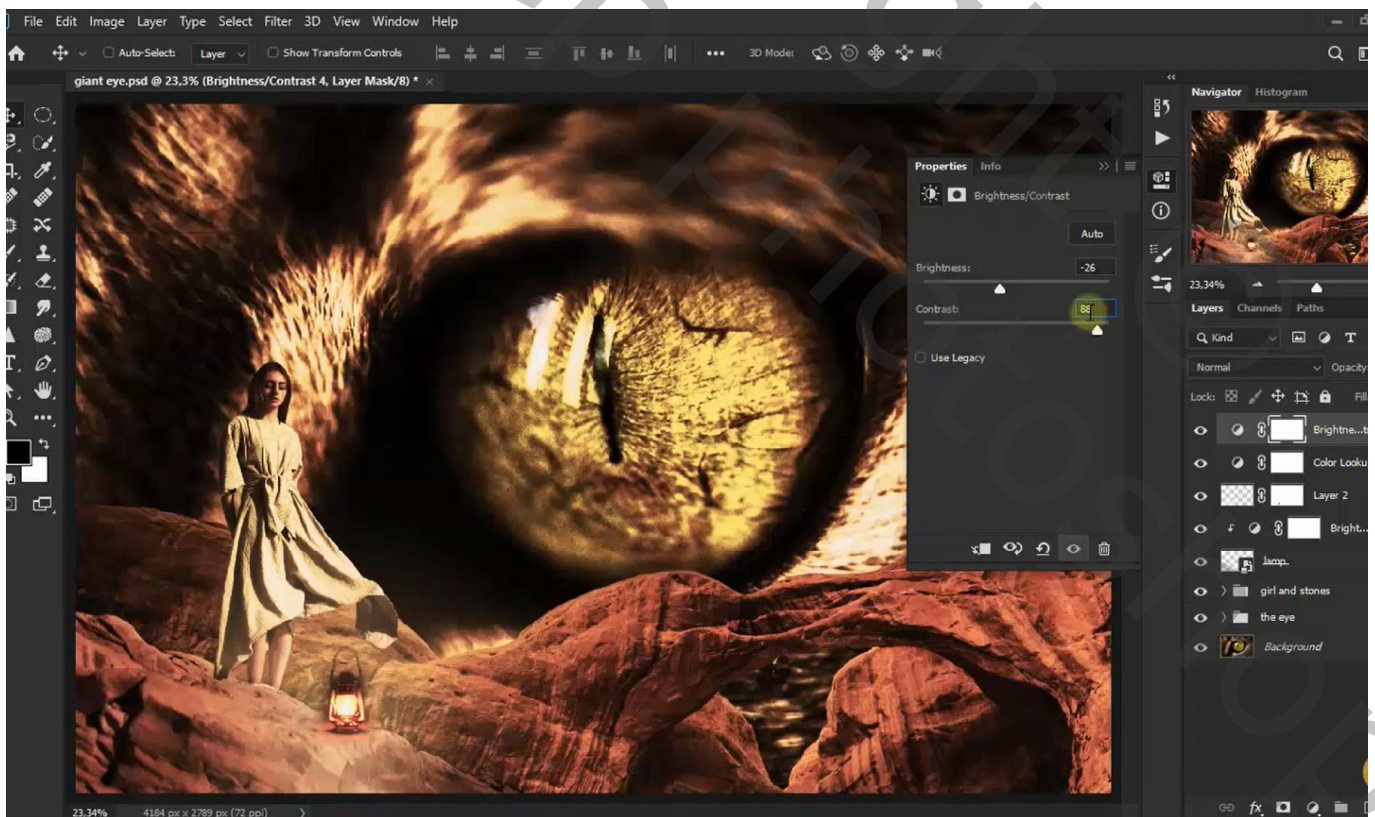 File Edit Image Layer Type Select Filter 3D View Window Help
Auto-Select: Layer Show Transform Controls ••• 3D Mode:
giant eye.psd @ 23,3% (Brightness/Contrast 4, Layer Mask/8) * ×
Navigator Histogram
Properties Info
Brightness/Contrast
Auto
Brightness: -26
23,34%
Contrast: 88
Layers Channels Paths
Kind
Use Legacy
Normal Opacity
Lock:
Brightne...
Color Looku
Layer 2
Bright...
lamp
girl and stones
the eye
Background
23,34% 4184 px x 2789 px (72 ppi)
fx